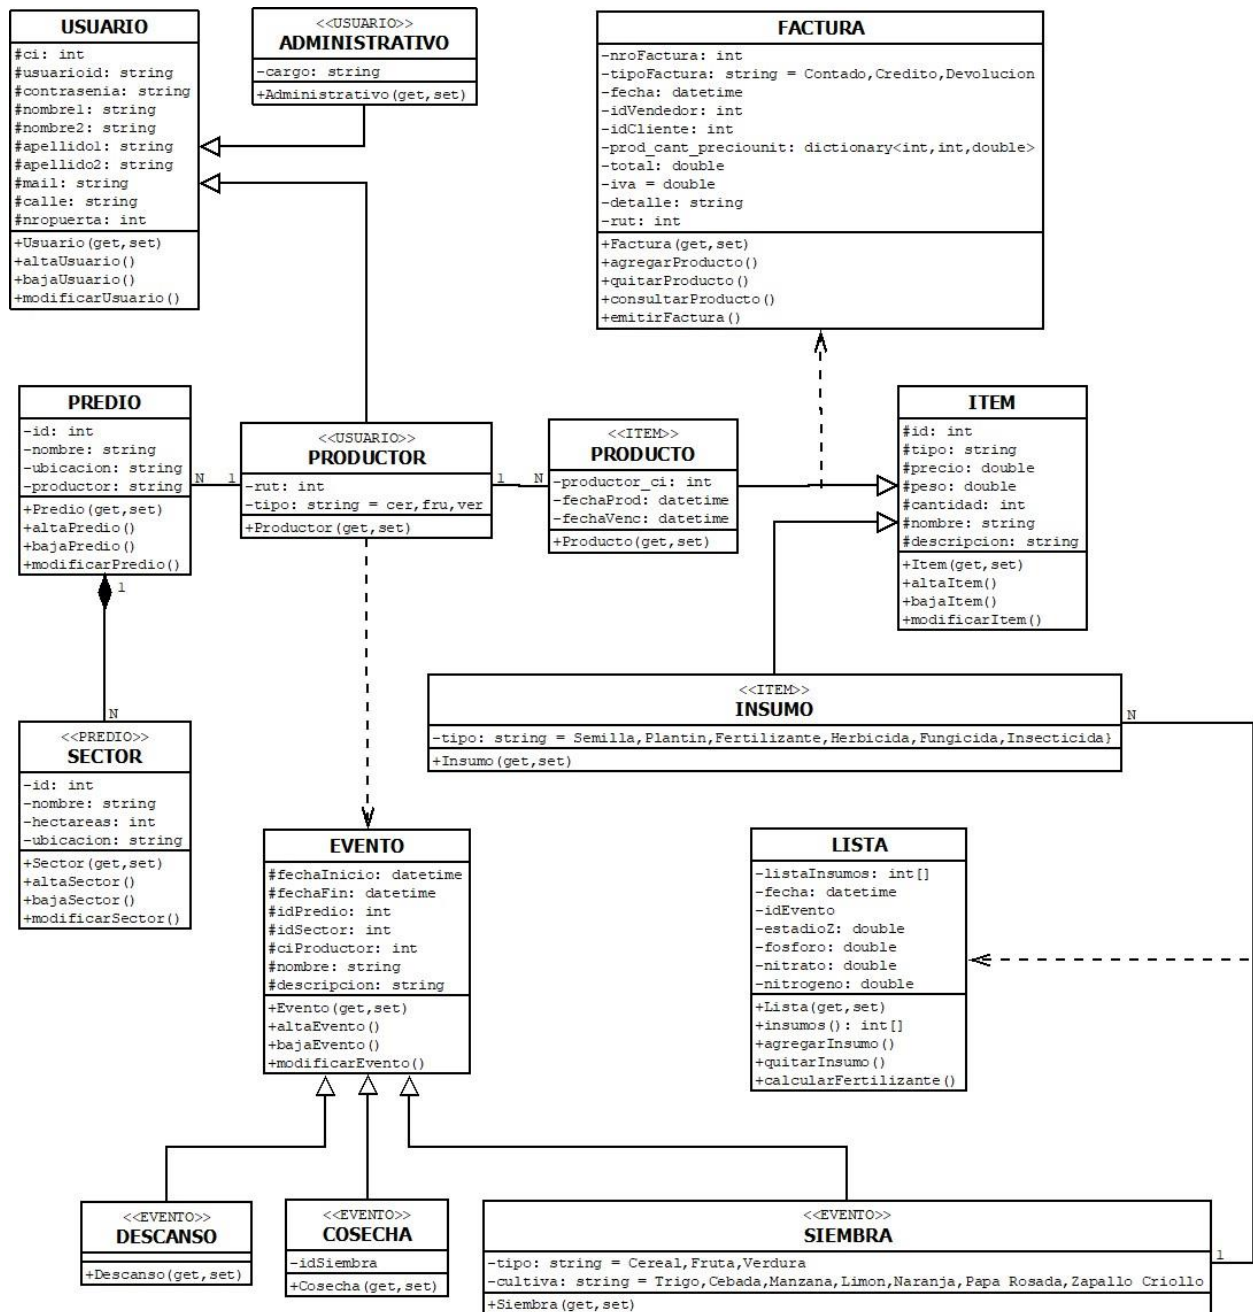 USUARIO
#ci: int
#usuarioid: string
#contrasenia: string
#nombre1: string
#nombre2: string
#apellido1: string
#apellido2: string
#mail: string
#calle: string
#nropuerta: int
+Usuario(get,set)
+altaUsuario()
+bajaUsuario()
+modificarUsuario()
<<USUARIO>>
ADMINISTRATIVO
-cargo: string
+Administrativo(get,set)
FACTURA
-nroFactura: int
-tipoFactura: string = Contado,Credito,Devolucion
-fecha: datetime
-idVendedor: int
-idCliente: int
-prod_cant_preciounit: dictionary<int,int,double>
-total: double
-iva = double
-detalle: string
-rut: int
+Factura(get,set)
+agregarProducto()
+quitarProducto()
+consultarProducto()
+emitirFactura()
PREDIO
-id: int
-nombre: string
-ubicacion: string
-productor: string
+Predio(get,set)
+altaPredio()
+bajaPredio()
+modificarPredio()
N 1
<<USUARIO>>
PRODUCTOR
-rut: int
-tipo: string = cer,fru,ver
+Productor(get,set)
1 N
<<ITEM>>
PRODUCTO
-productor_ci: int
-fechaProd: datetime
-fechaVenc: datetime
+Producto(get,set)
ITEM
#id: int
#tipo: string
#precio: double
#peso: double
#cantidad: int
#nombre: string
#descripcion: string
+Item(get,set)
+altaItem()
+bajaItem()
+modificarItem()
1
N
<<PREDIO>>
SECTOR
-id: int
-nombre: string
-hectareas: int
-ubicacion: string
+Sector(get,set)
+altaSector()
+bajaSector()
+modificarSector()
<<ITEM>>
INSUMO
-tipo: string = Semilla,Plantin,Fertilizante,Herbicida,Fungicida,Insecticida}
+Insumo(get,set)
N
EVENTO
#fechaInicio: datetime
#fechaFin: datetime
#idPredio: int
#idSector: int
#ciProductor: int
#nombre: string
#descripcion: string
+Evento(get,set)
+altaEvento()
+bajaEvento()
+modificarEvento()
LISTA
-listaInsumos: int[]
-fecha: datetime
-idEvento
-estadioZ: double
-fosforo: double
-nitrato: double
-nitrogeno: double
+Lista(get,set)
+insumos(): int[]
+agregarInsumo()
+quitarInsumo()
+calcularFertilizante()
<<EVENTO>>
DESCANSO
+Descanso(get,set)
<<EVENTO>>
COSECHA
-idSiembra
+Cosecha(get,set)
<<EVENTO>>
SIEMBRA
-tipo: string = Cereal,Fruta,Verdura
-cultiva: string = Trigo,Cebada,Manzana,Limon,Naranja,Papa Rosada,Zapallo Criollo
+Siembra(get,set)
1